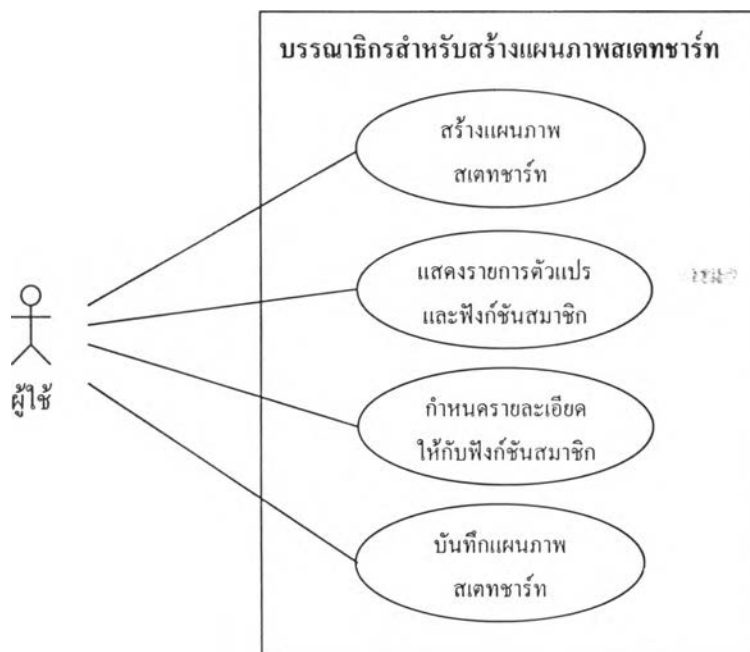 บรรณาธิกรสำหรับสร้างแผนภาพสเตทชาร์ท
สร้างแผนภาพ
สเตทชาร์ท
แสดงรายการตัวแปร
และฟังก์ชันสมาชิก
ผู้ใช้
กำหนดรายละเอียด
ให้กับฟังก์ชันสมาชิก
บันทึกแผนภาพ
สเตทชาร์ท